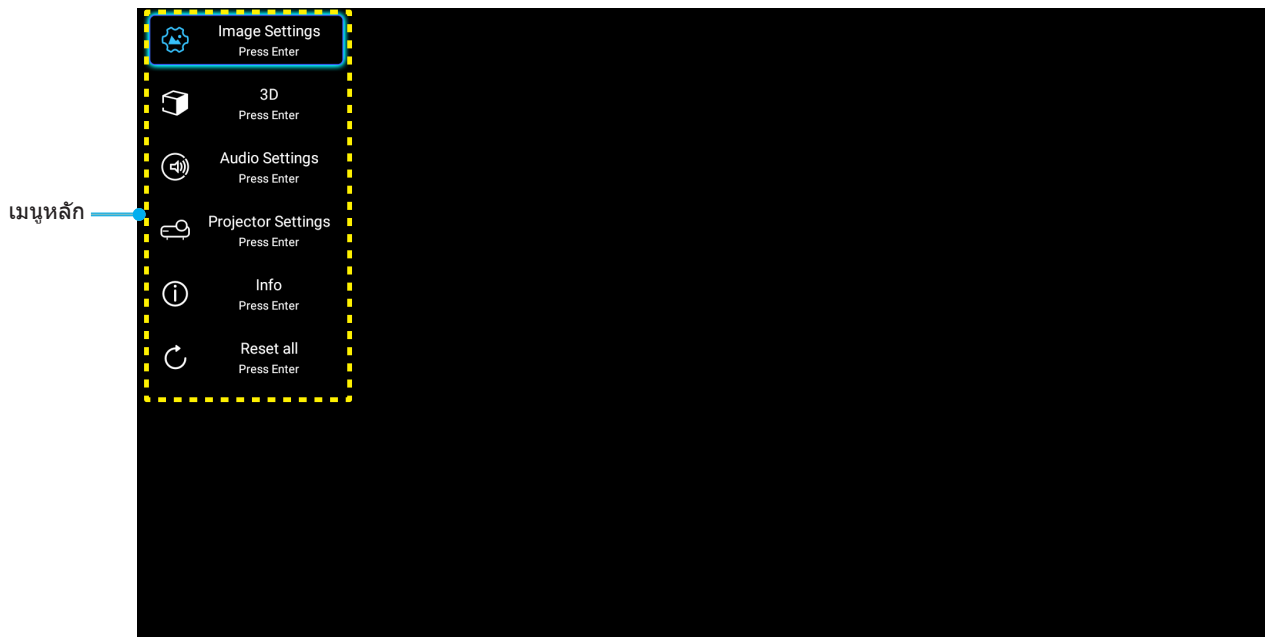 Image Settings
Press Enter
3D
Press Enter
Audio Settings
Press Enter
เมนูหลัก
Projector Settings
Press Enter
Info
Press Enter
Reset all
Press Enter